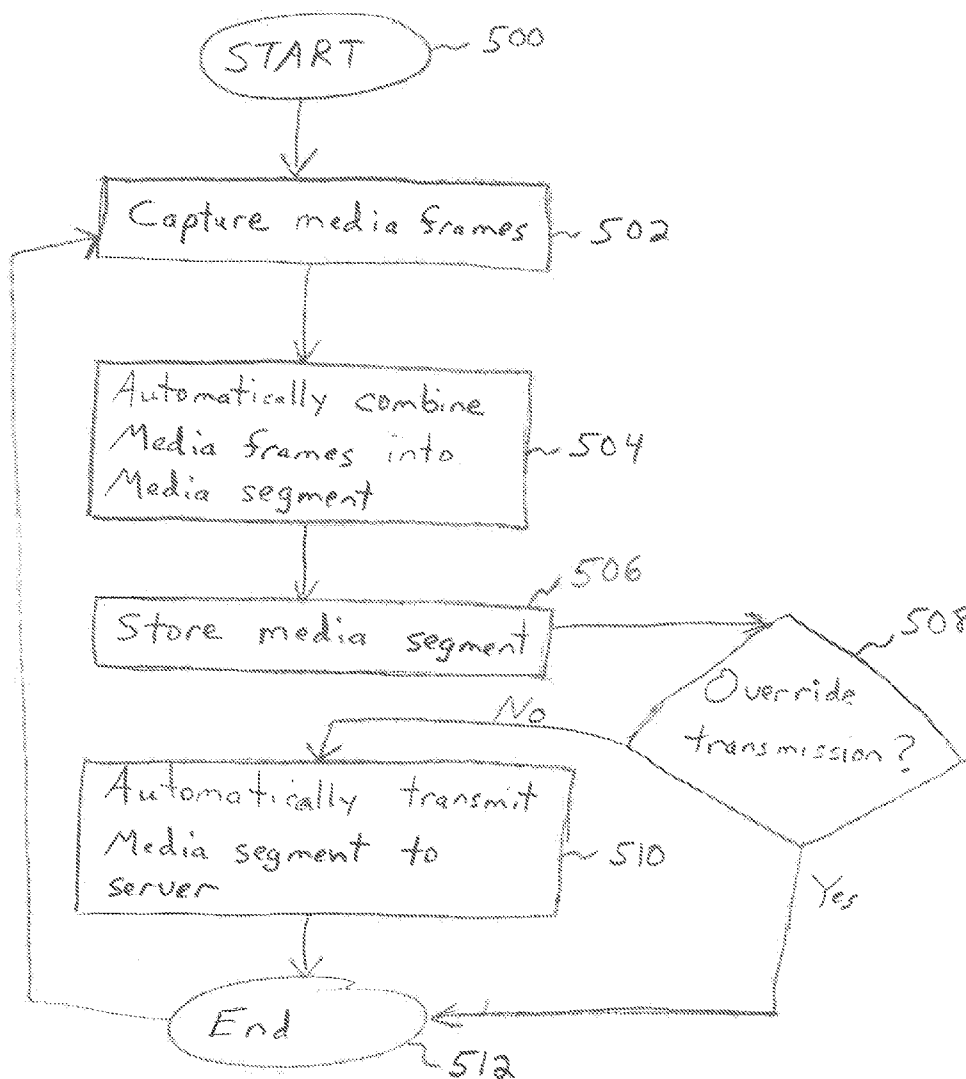 START
500
Capture media frames
502
Automatically combine
Media frames into
Media segment
504
506
Store media segment
508
Override
transmission?
No
Automatically transmit
Media segment to
server
510
Yes
End
512